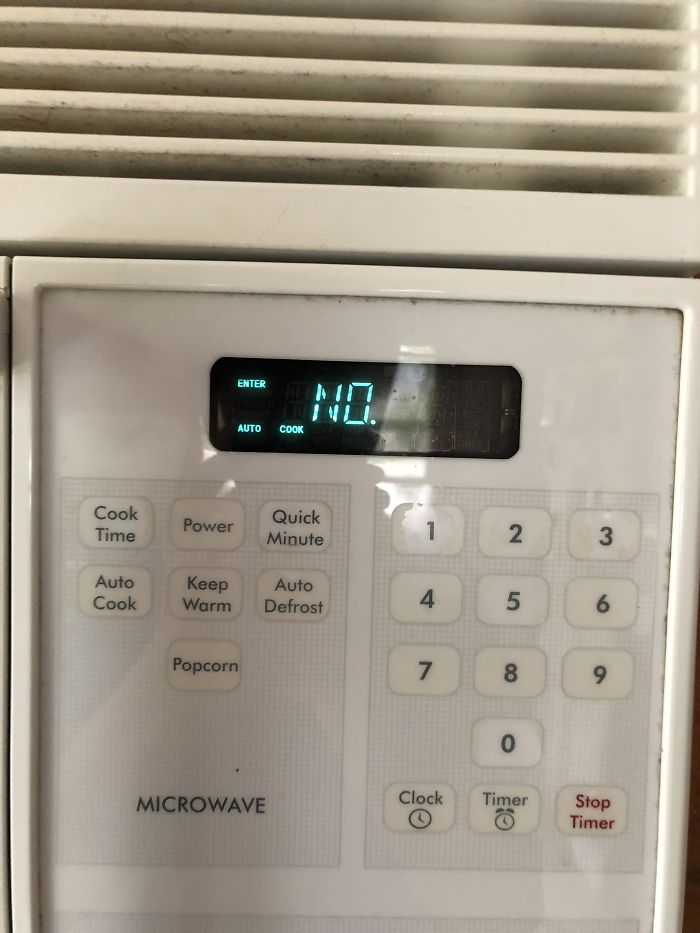 ENTER
NO.
AUTO COOK
Cook Time
Power
Quick Minute
1
2
3
Auto Cook
Keep Warm
Auto Defrost
4
5
6
Popcorn
7
8
9
0
MICROWAVE
Clock
Timer
Stop Timer